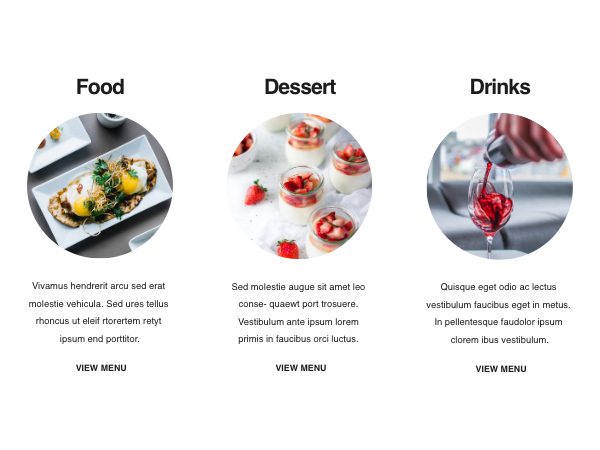 Food
Vivamus hendrerit arcu sed erat
molestie vehicula. Sed ures tellus
rhoncus ut eleif rtorertem retyt
ipsum end porttitor.
VIEW MENU
Dessert
Sed molestie augue sit amet leo
conse- quaewt port trosuere.
Vestibulum ante ipsum lorem
primis in faucibus orci luctus.
VIEW MENU
Drinks
Quisque eget odio ac lectus
vestibulum faucibus eget in metus.
In pellentesque faudolor ipsum
clorem ibus vestibulum.
VIEW MENU